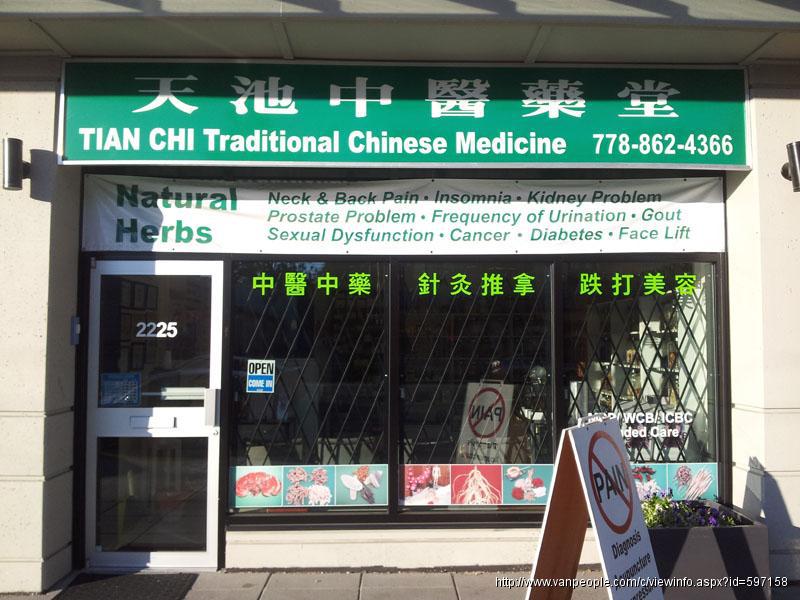 天池中醫藥堂
TIAN CHI Traditional Chinese Medicine 778-862-4366
Natural Herbs
Neck & Back Pain • Insomnia • Kidney Problem
Prostate Problem • Frequency of Urination • Gout
Sexual Dysfunction • Cancer • Diabetes • Face Lift
中醫中藥 針灸推拿 跌打美容
2225
OPEN
COME IN
PAIN
WCB/ICBC
Care
PAIN
Diagnosis
http://www.vanpeople.com/c/viewinfo.aspx?id=597158